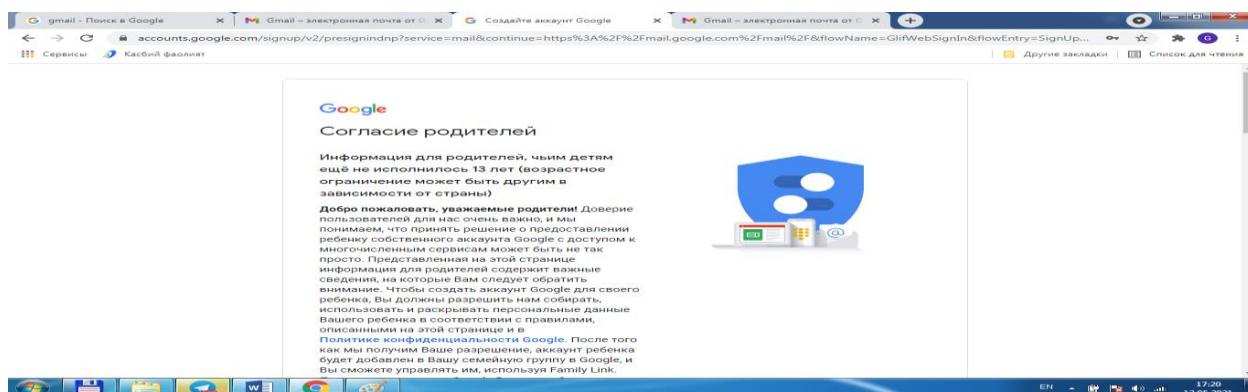 gmail - Поиск в Google
Gmail – электронная почта от G
Создайте аккаунт Google
Gmail – электронная почта от G
accounts.google.com/signup/v2/presignindnp?service=mail&continue=https%3A%2F%2Fmail.google.com%2Fmail%2F&flowName=GlifWebSignIn&flowEntry=SignUp...
G
Сервисы
Касбий фаолият
Другие закладки
Список для чтения
Google
Согласие родителей
Информация для родителей, чьим детям
ещё не исполнилось 13 лет (возрастное
ограничение может быть другим в
зависимости от страны)
Добро пожаловать, уважаемые родители! Доверие
пользователей для нас очень важно, и мы
понимаем, что принять решение о предоставлении
ребенку собственного аккаунта Google с доступом к
многочисленным сервисам может быть не так
просто. Представленная на этой странице
информация для родителей содержит важные
сведения, на которые Вам следует обратить
внимание. Чтобы создать аккаунт Google для своего
ребенка, Вы должны разрешить нам собирать,
использовать и раскрывать персональные данные
Вашего ребенка в соответствии с правилами,
описанными на этой странице и в
Политике конфиденциальности Google. После того
как мы получим Ваше разрешение, аккаунт ребенка
будет добавлен в Вашу семейную группу в Google, и
Вы сможете управлять им, используя Family Link.
EN
17:20